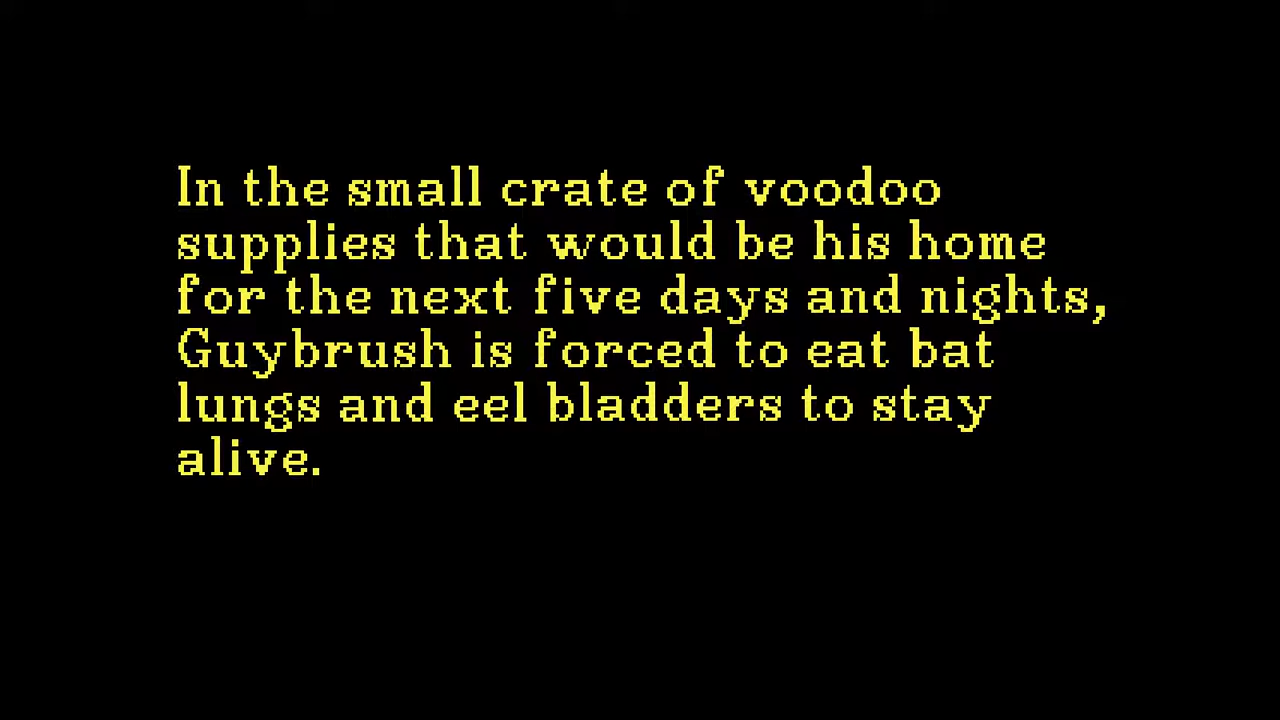 In the small crate of voodoo
supplies that would be his home
for the next five days and nights,
Guybrush is forced to eat bat
lungs and eel bladders to stay
alive.